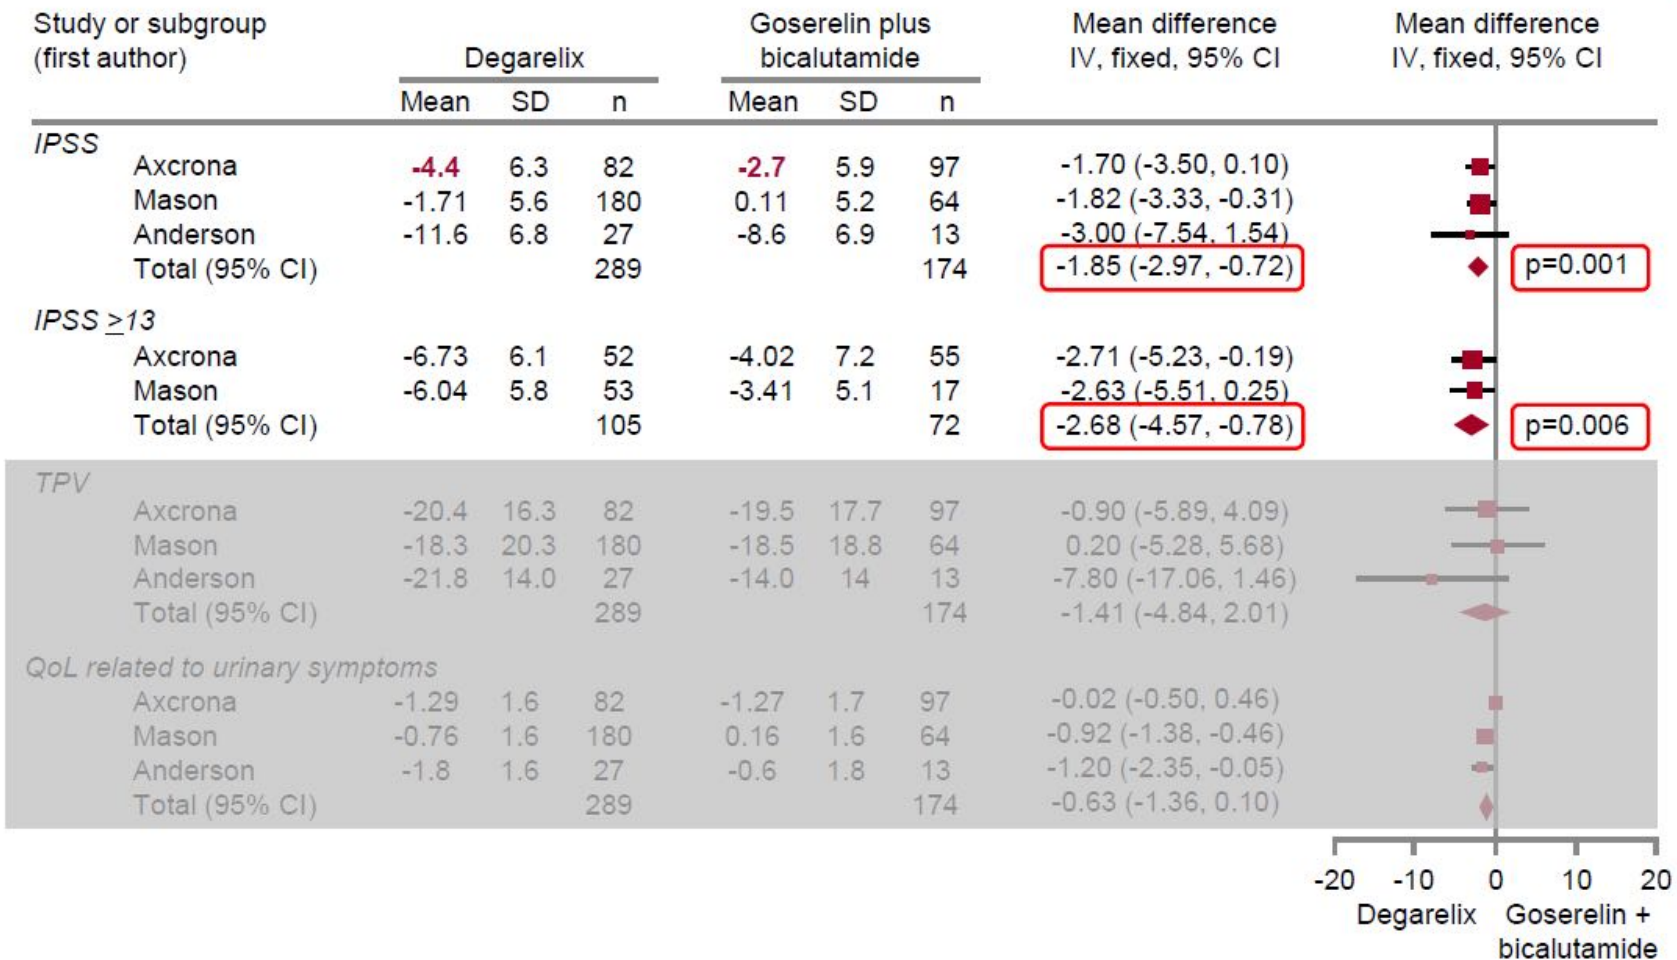 Study or subgroup (first author) Degarelix Goserelin plus bicalutamide Mean difference IV, fixed, 95% CI Mean difference IV, fixed, 95% CI
Mean SD n Mean SD n
IPSS
Axcrona -4.4 6.3 82 -2.7 5.9 97 -1.70 (-3.50, 0.10)
Mason -1.71 5.6 180 0.11 5.2 64 -1.82 (-3.33, -0.31)
Anderson -11.6 6.8 27 -8.6 6.9 13 -3.00 (-7.54, 1.54)
Total (95% CI) 289 174 -1.85 (-2.97, -0.72) p=0.001
IPSS ≥13
Axcrona -6.73 6.1 52 -4.02 7.2 55 -2.71 (-5.23, -0.19)
Mason -6.04 5.8 53 -3.41 5.1 17 -2.63 (-5.51, 0.25)
Total (95% CI) 105 72 -2.68 (-4.57, -0.78) p=0.006
TPV
Axcrona -20.4 16.3 82 -19.5 17.7 97 -0.90 (-5.89, 4.09)
Mason -18.3 20.3 180 -18.5 18.8 64 0.20 (-5.28, 5.68)
Anderson -21.8 14.0 27 -14.0 14 13 -7.80 (-17.06, 1.46)
Total (95% CI) 289 174 -1.41 (-4.84, 2.01)
QoL related to urinary symptoms
Axcrona -1.29 1.6 82 -1.27 1.7 97 -0.02 (-0.50, 0.46)
Mason -0.76 1.6 180 0.16 1.6 64 -0.92 (-1.38, -0.46)
Anderson -1.8 1.6 27 -0.6 1.8 13 -1.20 (-2.35, -0.05)
Total (95% CI) 289 174 -0.63 (-1.36, 0.10)
-20 -10 0 10 20
Degarelix Goserelin +
bicalutamide